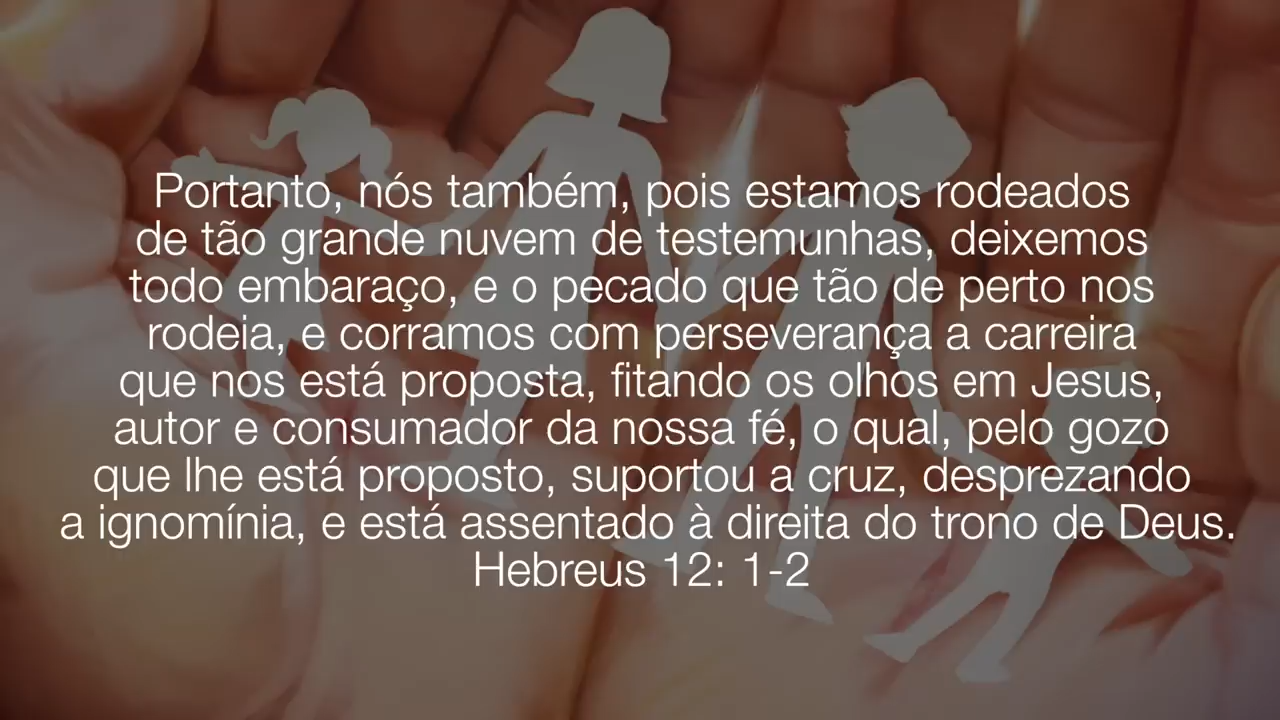 Portanto, nós também, pois estamos rodeados
de tão grande nuvem de testemunhas, deixemos
todo embaraço, e o pecado que tão de perto nos
rodeia, e corramos com perseverança a carreira
que nos está proposta, fitando os olhos em Jesus,
autor e consumador da nossa fé, o qual, pelo gozo
que lhe está proposto, suportou a cruz, desprezando
a ignomínia, e está assentado à direita do trono de Deus.
Hebreus 12: 1-2